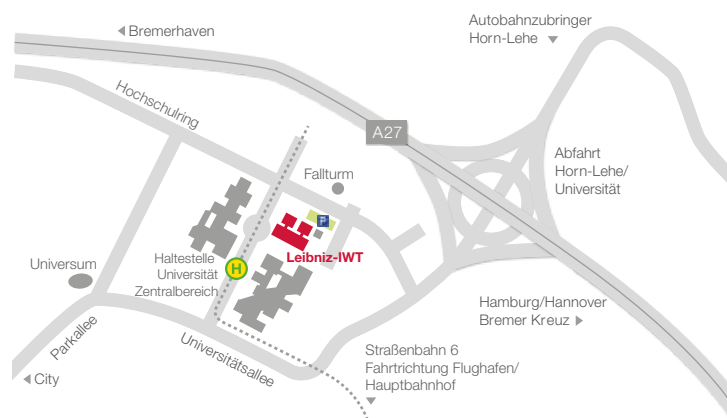 Autobahnzubringer
Horn-Lehe
Bremerhaven
Hochschulring
A27
Abfahrt
Horn-Lehe/
Universität
Fallturm
P
Leibniz-IWT
Haltestelle
Universität
Zentralbereich
H
Universum
Hamburg/Hannover
Bremer Kreuz
Parkallee
Universitätsallee
Straßenbahn 6
Fahrtrichtung Flughafen/
Hauptbahnhof
City